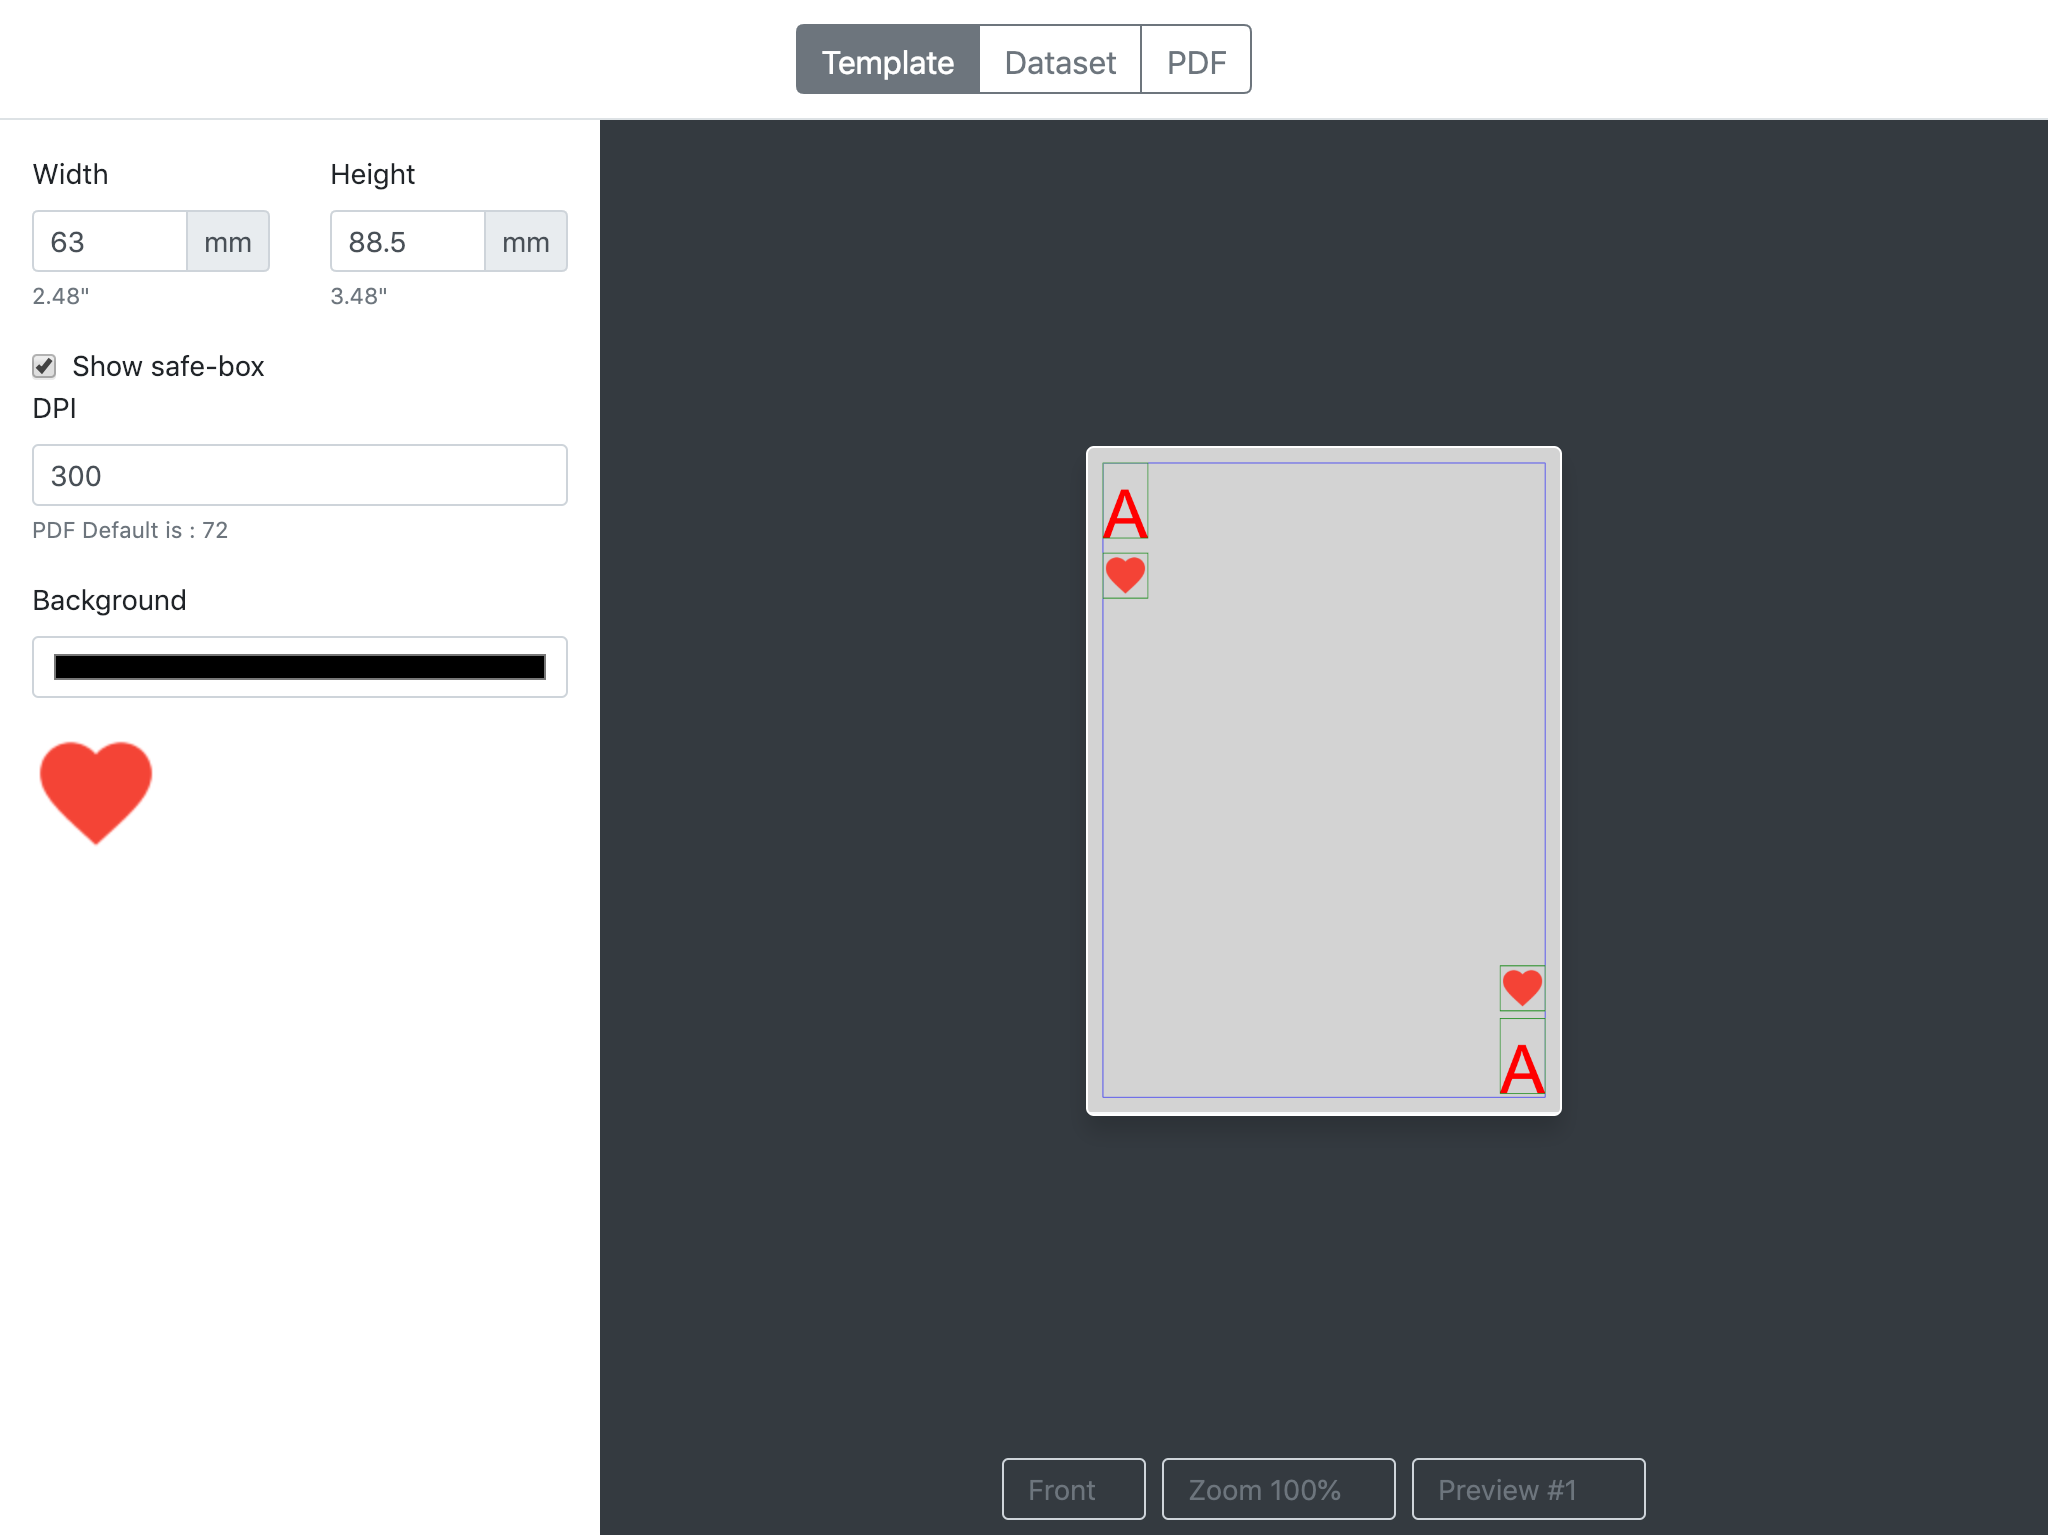 Template Dataset PDF
Width Height
63 mm 88.5 mm
2.48" 3.48"
Show safe-box
DPI
300
PDF Default is : 72
Background
A
A
Front Zoom 100% Preview #1